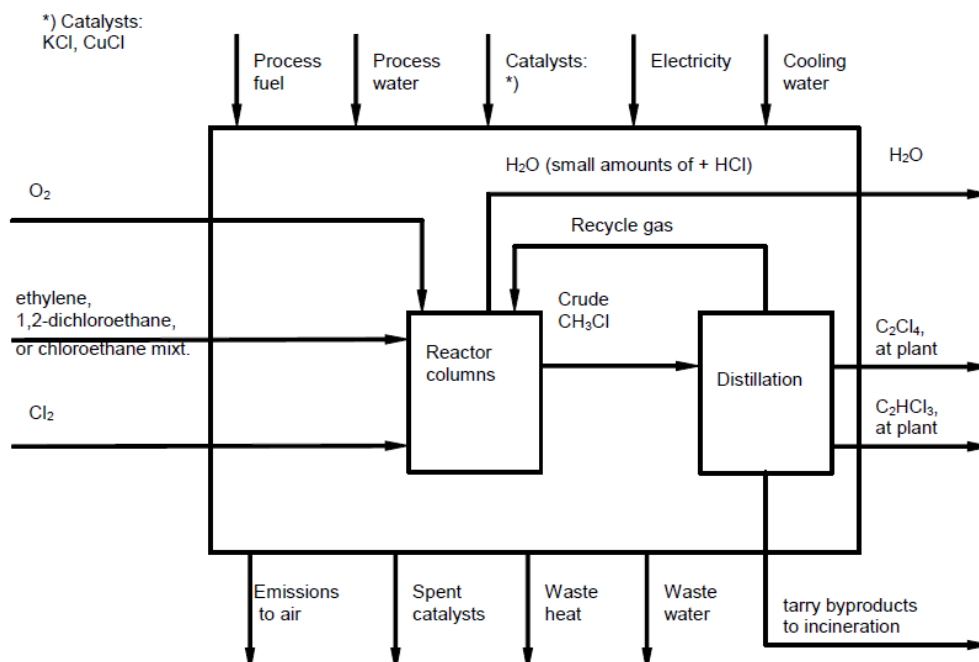 *) Catalysts:
KCl, CuCl
Process
fuel
Process
water
Catalysts:
*)
Electricity
Cooling
water
H₂O (small amounts of + HCl)
H₂O
O₂
Recycle gas
ethylene,
1,2-dichloroethane,
or chloroethane mixt.
Crude
CH₃Cl
Reactor
columns
Distillation
C₂Cl₄,
at plant
Cl₂
C₂HCl₃,
at plant
Emissions
to air
Spent
catalysts
Waste
heat
Waste
water
tarry byproducts
to incineration